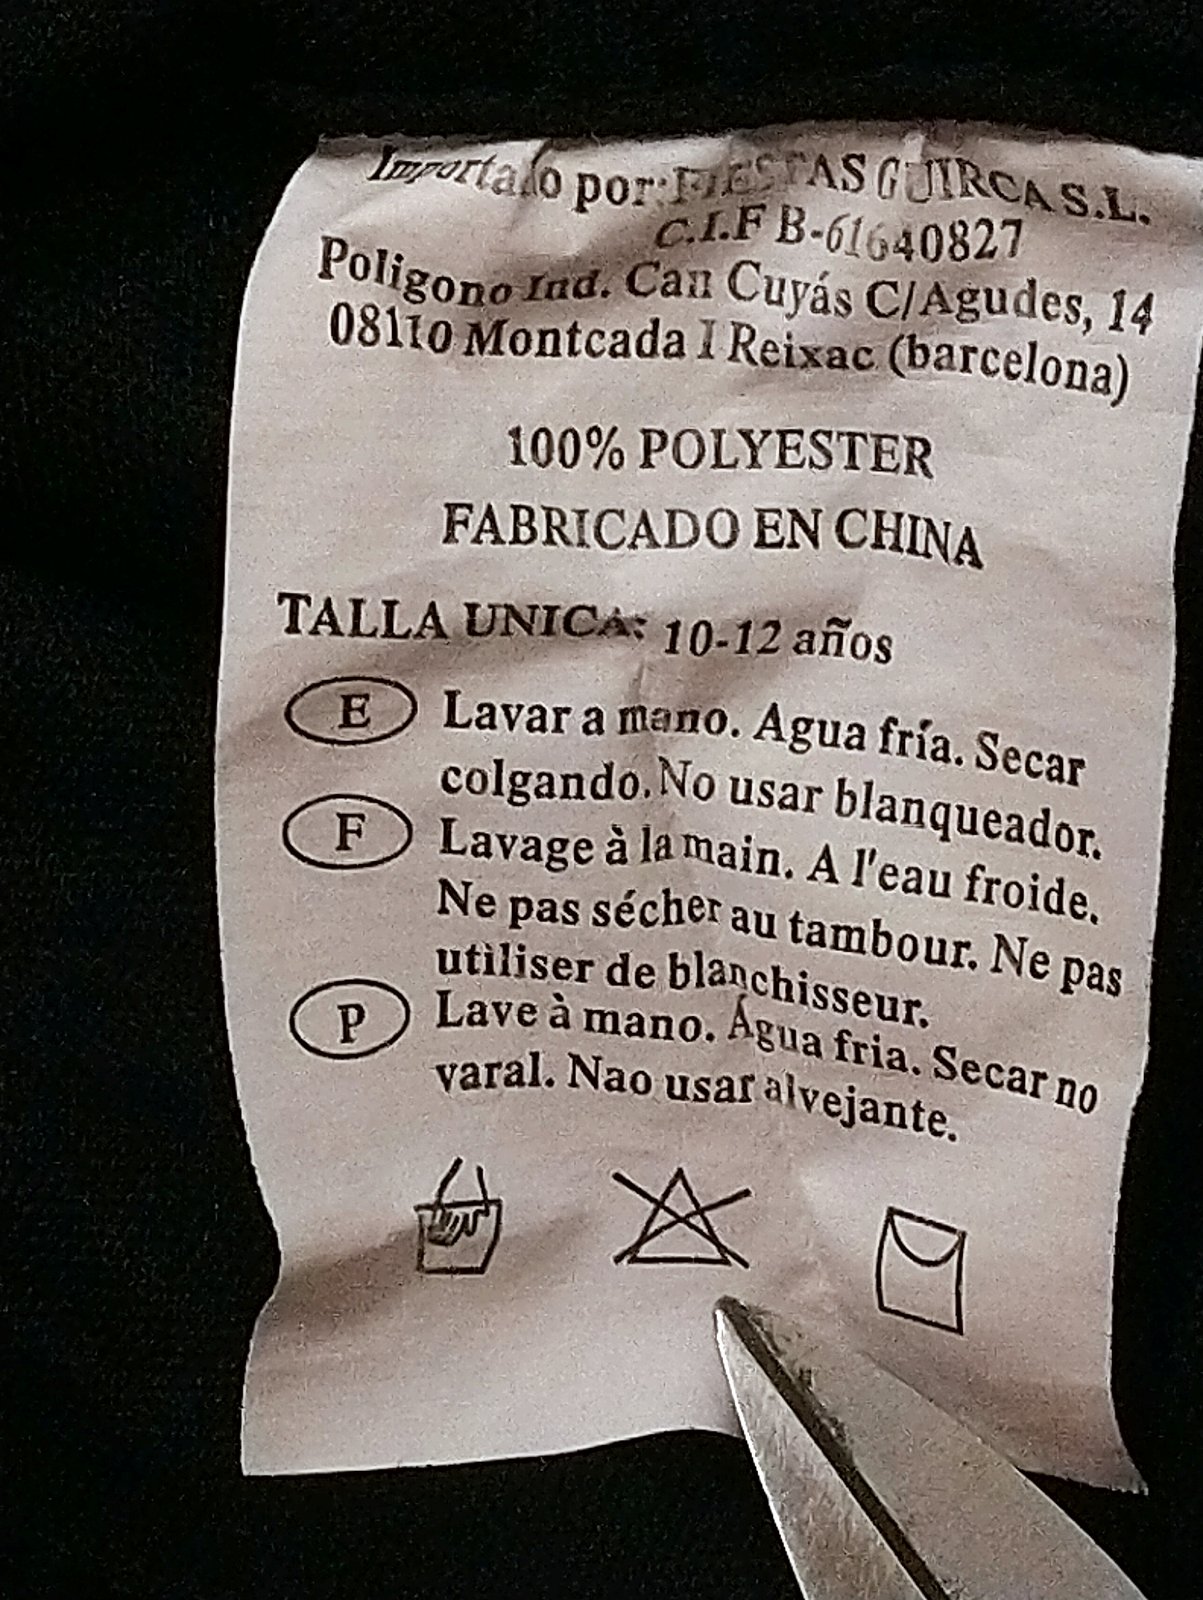 Importado por: FIESTAS GUIRCA S.L.
C.I.F B-61640827
Poligono Ind. Can Cuyás C/Agudes, 14
08110 Montcada I Reixac (barcelona)
100% POLYESTER
FABRICADO EN CHINA
TALLA UNICA: 10-12 años
E Lavar a mano. Agua fría. Secar
colgando. No usar blanqueador.
F Lavage à la main. A l'eau froide.
Ne pas sécher au tambour. Ne pas
utiliser de blanchisseur.
P Lave à mano. Água fria. Secar no
varal. Nao usar alvejante.